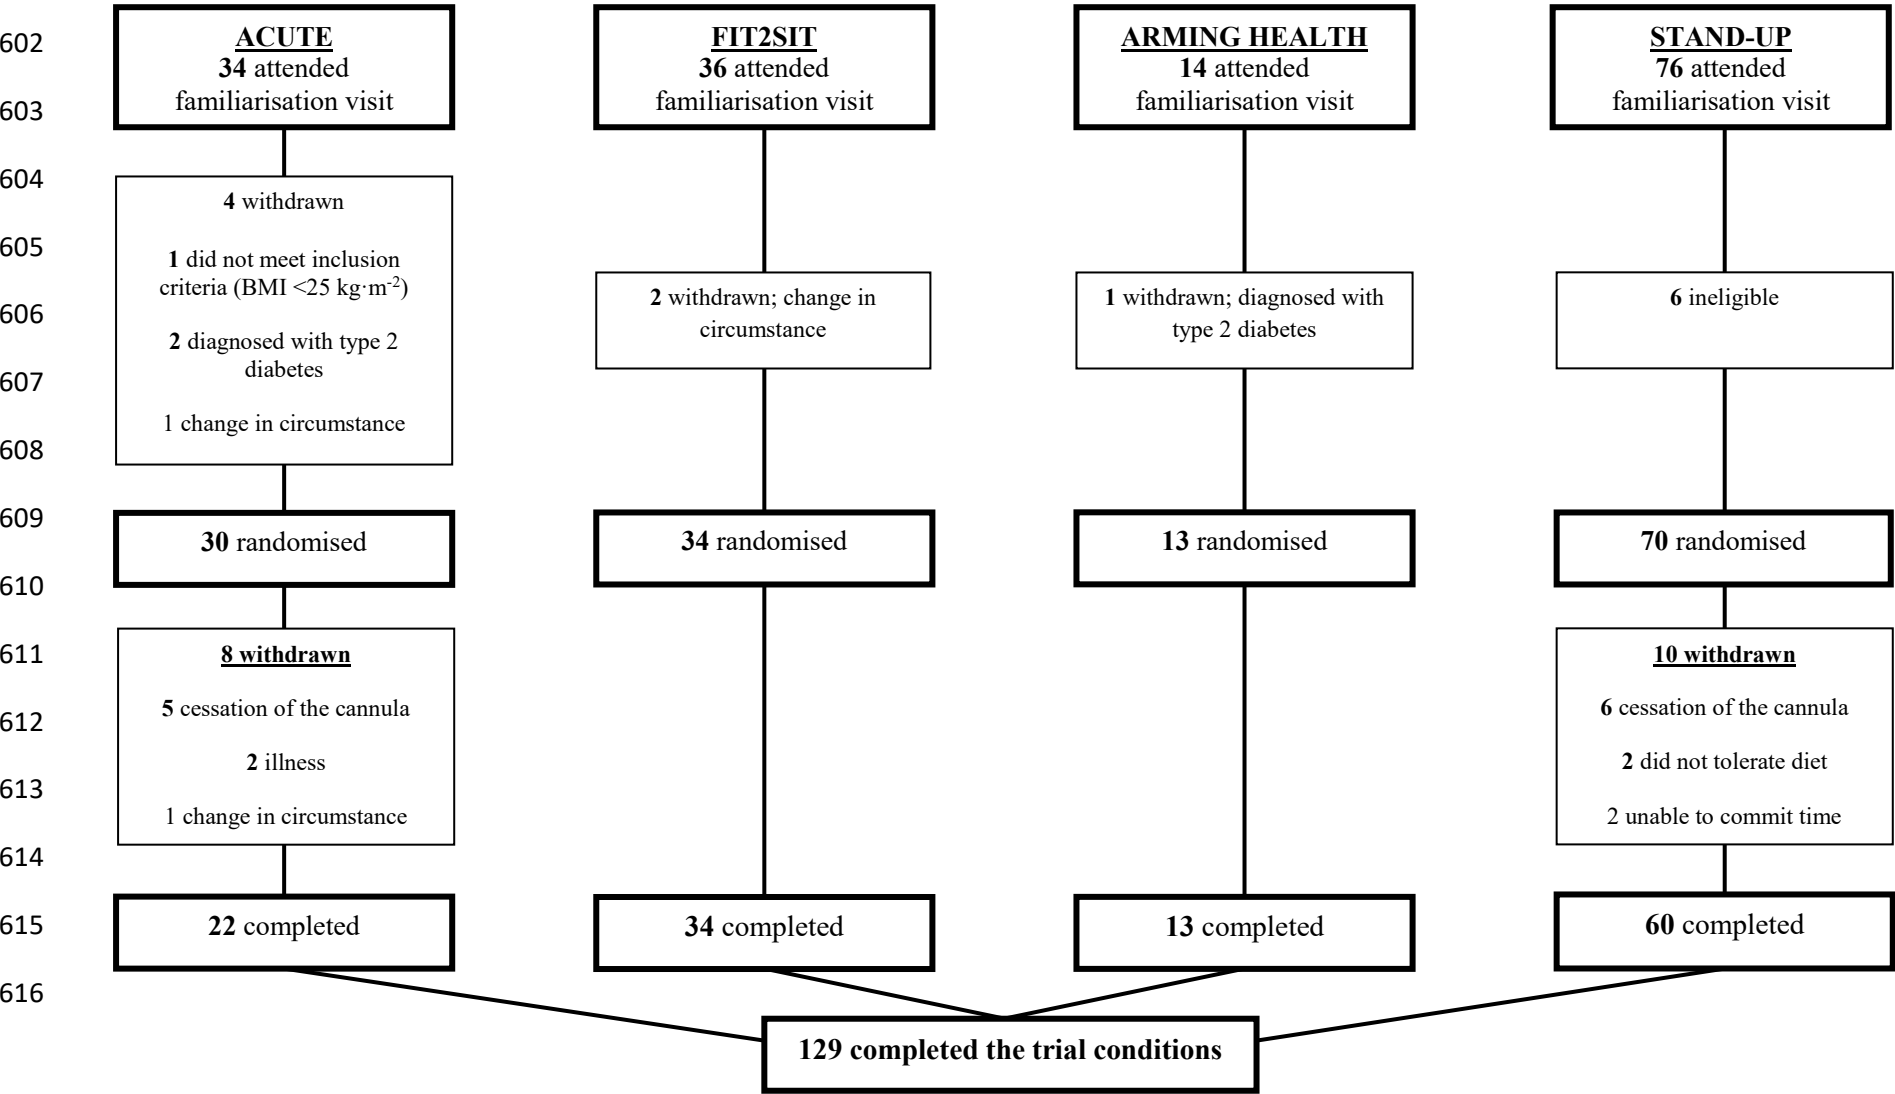 602
603
604
605
606
607
608
609
610
611
612
613
614
615
616
ACUTE
34 attended
familiarisation visit
4 withdrawn
1 did not meet inclusion
criteria (BMI <25 kg·m⁻²)
2 diagnosed with type 2
diabetes
1 change in circumstance
30 randomised
8 withdrawn
5 cessation of the cannula
2 illness
1 change in circumstance
22 completed
FIT2SIT
36 attended
familiarisation visit
2 withdrawn; change in
circumstance
34 randomised
34 completed
ARMING HEALTH
14 attended
familiarisation visit
1 withdrawn; diagnosed with
type 2 diabetes
13 randomised
13 completed
STAND-UP
76 attended
familiarisation visit
6 ineligible
70 randomised
10 withdrawn
6 cessation of the cannula
2 did not tolerate diet
2 unable to commit time
60 completed
129 completed the trial conditions